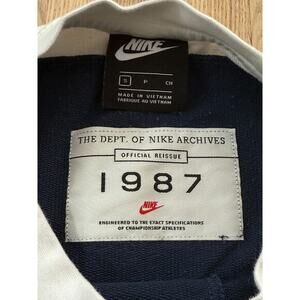 NIKE
S P CH
MADE IN VIETNAM
FABRIQUÉ AU VIETNAM
THE DEPT. OF NIKE ARCHIVES
OFFICIAL REISSUE
1987
NIKE
ENGINEERED TO THE EXACT SPECIFICATIONS
OF CHAMPIONSHIP ATHLETES